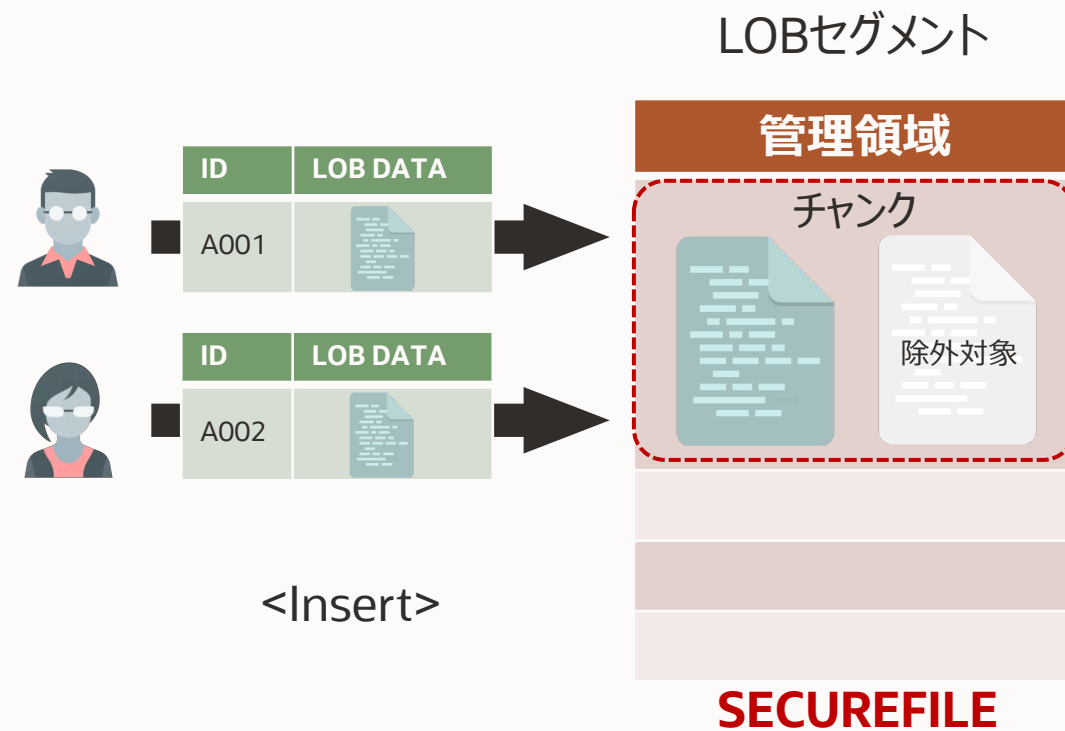 LOBセグメント
管理領域
チャンク
除外対象
ID LOB DATA
A001
ID LOB DATA
A002
<Insert>
SECUREFILE